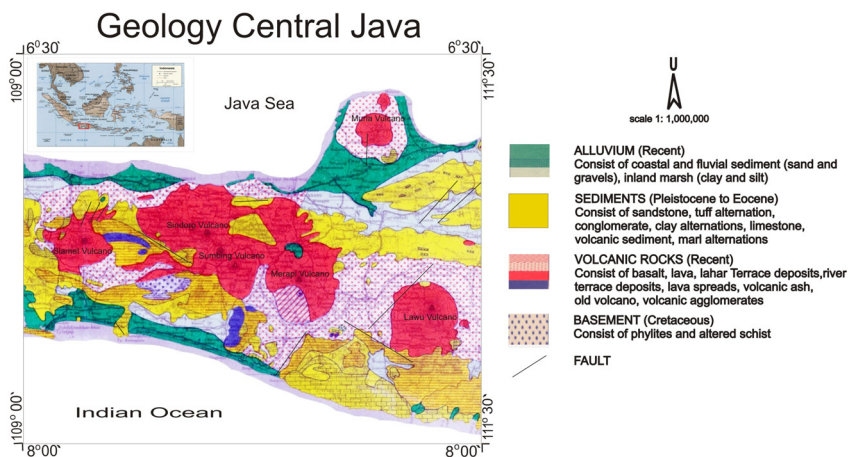 Geology Central Java
6°30'
6°30'
109°00'
111°30'
Java Sea
Muria Vulcano
Slamet Vulcano
Sindoro Vulcano
Sumbing Vulcano
Merapi Vulcano
Lawu Vulcano
Indian Ocean
109°00'
111°30'
8°00'
8°00'
U
scale 1: 1,000,000
ALLUVIUM (Recent)
Consist of coastal and fluvial sediment (sand and
gravels), inland marsh (clay and silt)
SEDIMENTS (Pleistocene to Eocene)
Consist of sandstone, tuff alternation,
conglomerate, clay alternations, limestone,
volcanic sediment, marl alternations
VOLCANIC ROCKS (Recent)
Consist of basalt, lava, lahar Terrace deposits,river
terrace deposits, lava spreads, volcanic ash,
old volcano, volcanic agglomerates
BASEMENT (Cretaceous)
Consist of phylites and altered schist
FAULT